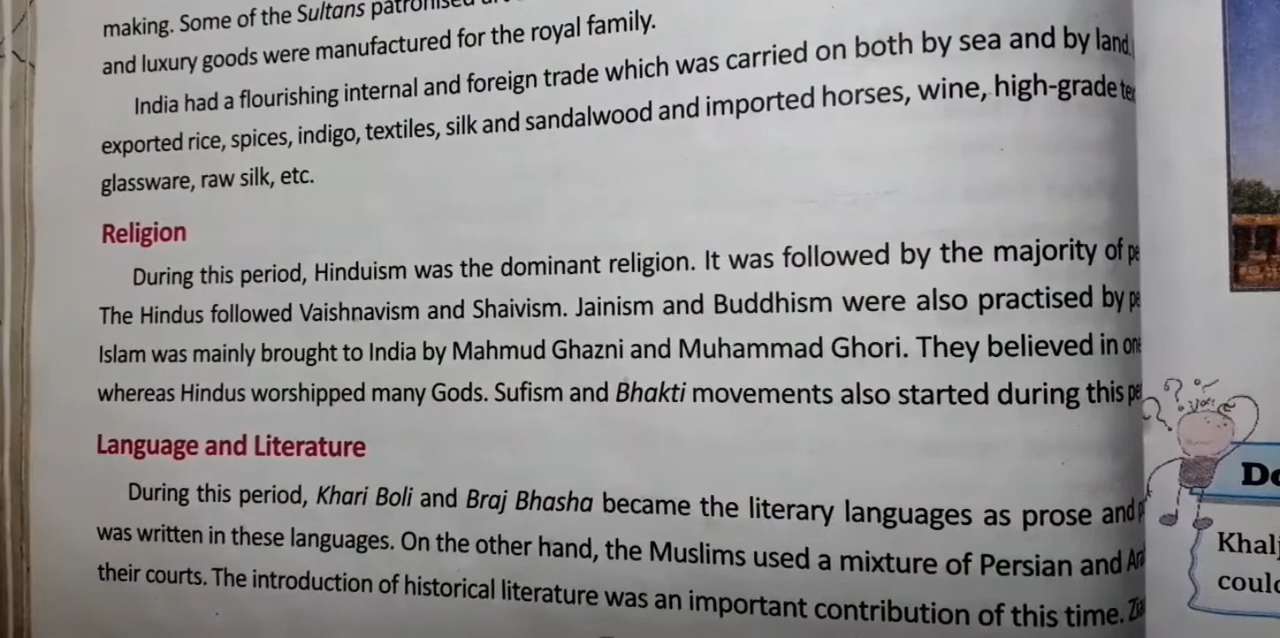 making. Some of the Sultans patronised
and luxury goods were manufactured for the royal family.
India had a flourishing internal and foreign trade which was carried on both by sea and by land.
exported rice, spices, indigo, textiles, silk and sandalwood and imported horses, wine, high-grade
glassware, raw silk, etc.
Religion
During this period, Hinduism was the dominant religion. It was followed by the majority of
The Hindus followed Vaishnavism and Shaivism. Jainism and Buddhism were also practised by
Islam was mainly brought to India by Mahmud Ghazni and Muhammad Ghori. They believed in
whereas Hindus worshipped many Gods. Sufism and Bhakti movements also started during this
Language and Literature
During this period, Khari Boli and Braj Bhasha became the literary languages as prose and
was written in these languages. On the other hand, the Muslims used a mixture of Persian and
their courts. The introduction of historical literature was an important contribution of this time.